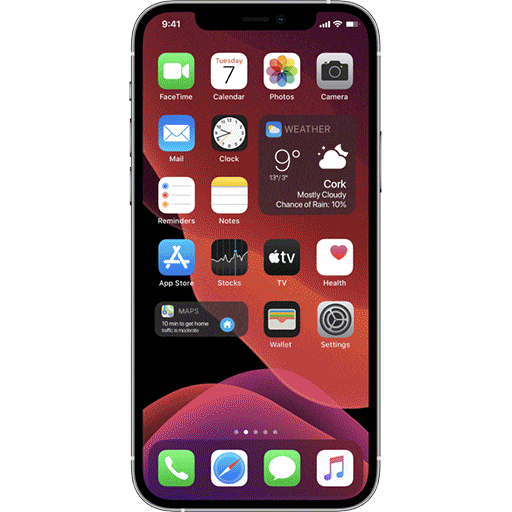 9:41
Tuesday
7
FaceTime
Calendar
Photos
Camera
Mail
Clock
WEATHER
9°
13°/3°
Cork
Mostly Cloudy
Chance of Rain: 10%
Reminders
Notes
tv
App Store
Stocks
TV
Health
MAPS
10 min to get home
traffic is moderate
Wallet
Settings